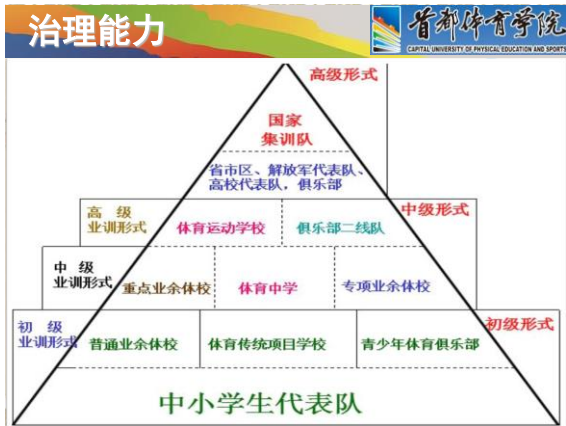 治理能力
首都体育学院
CAPITAL UNIVERSITY OF PHYSICAL EDUCATION AND SPORTS
高级形式
国家
集训队
省市区、解放军代表队、
高校代表队，俱乐部
高 级
业训形式
体育运动学校
俱乐部二线队
中级形式
中 级
业训形式
重点业余体校
体育中学
专项业余体校
初 级
业训形式
普通业余体校
体育传统项目学校
青少年体育俱乐部
初级形式
中小学生代表队